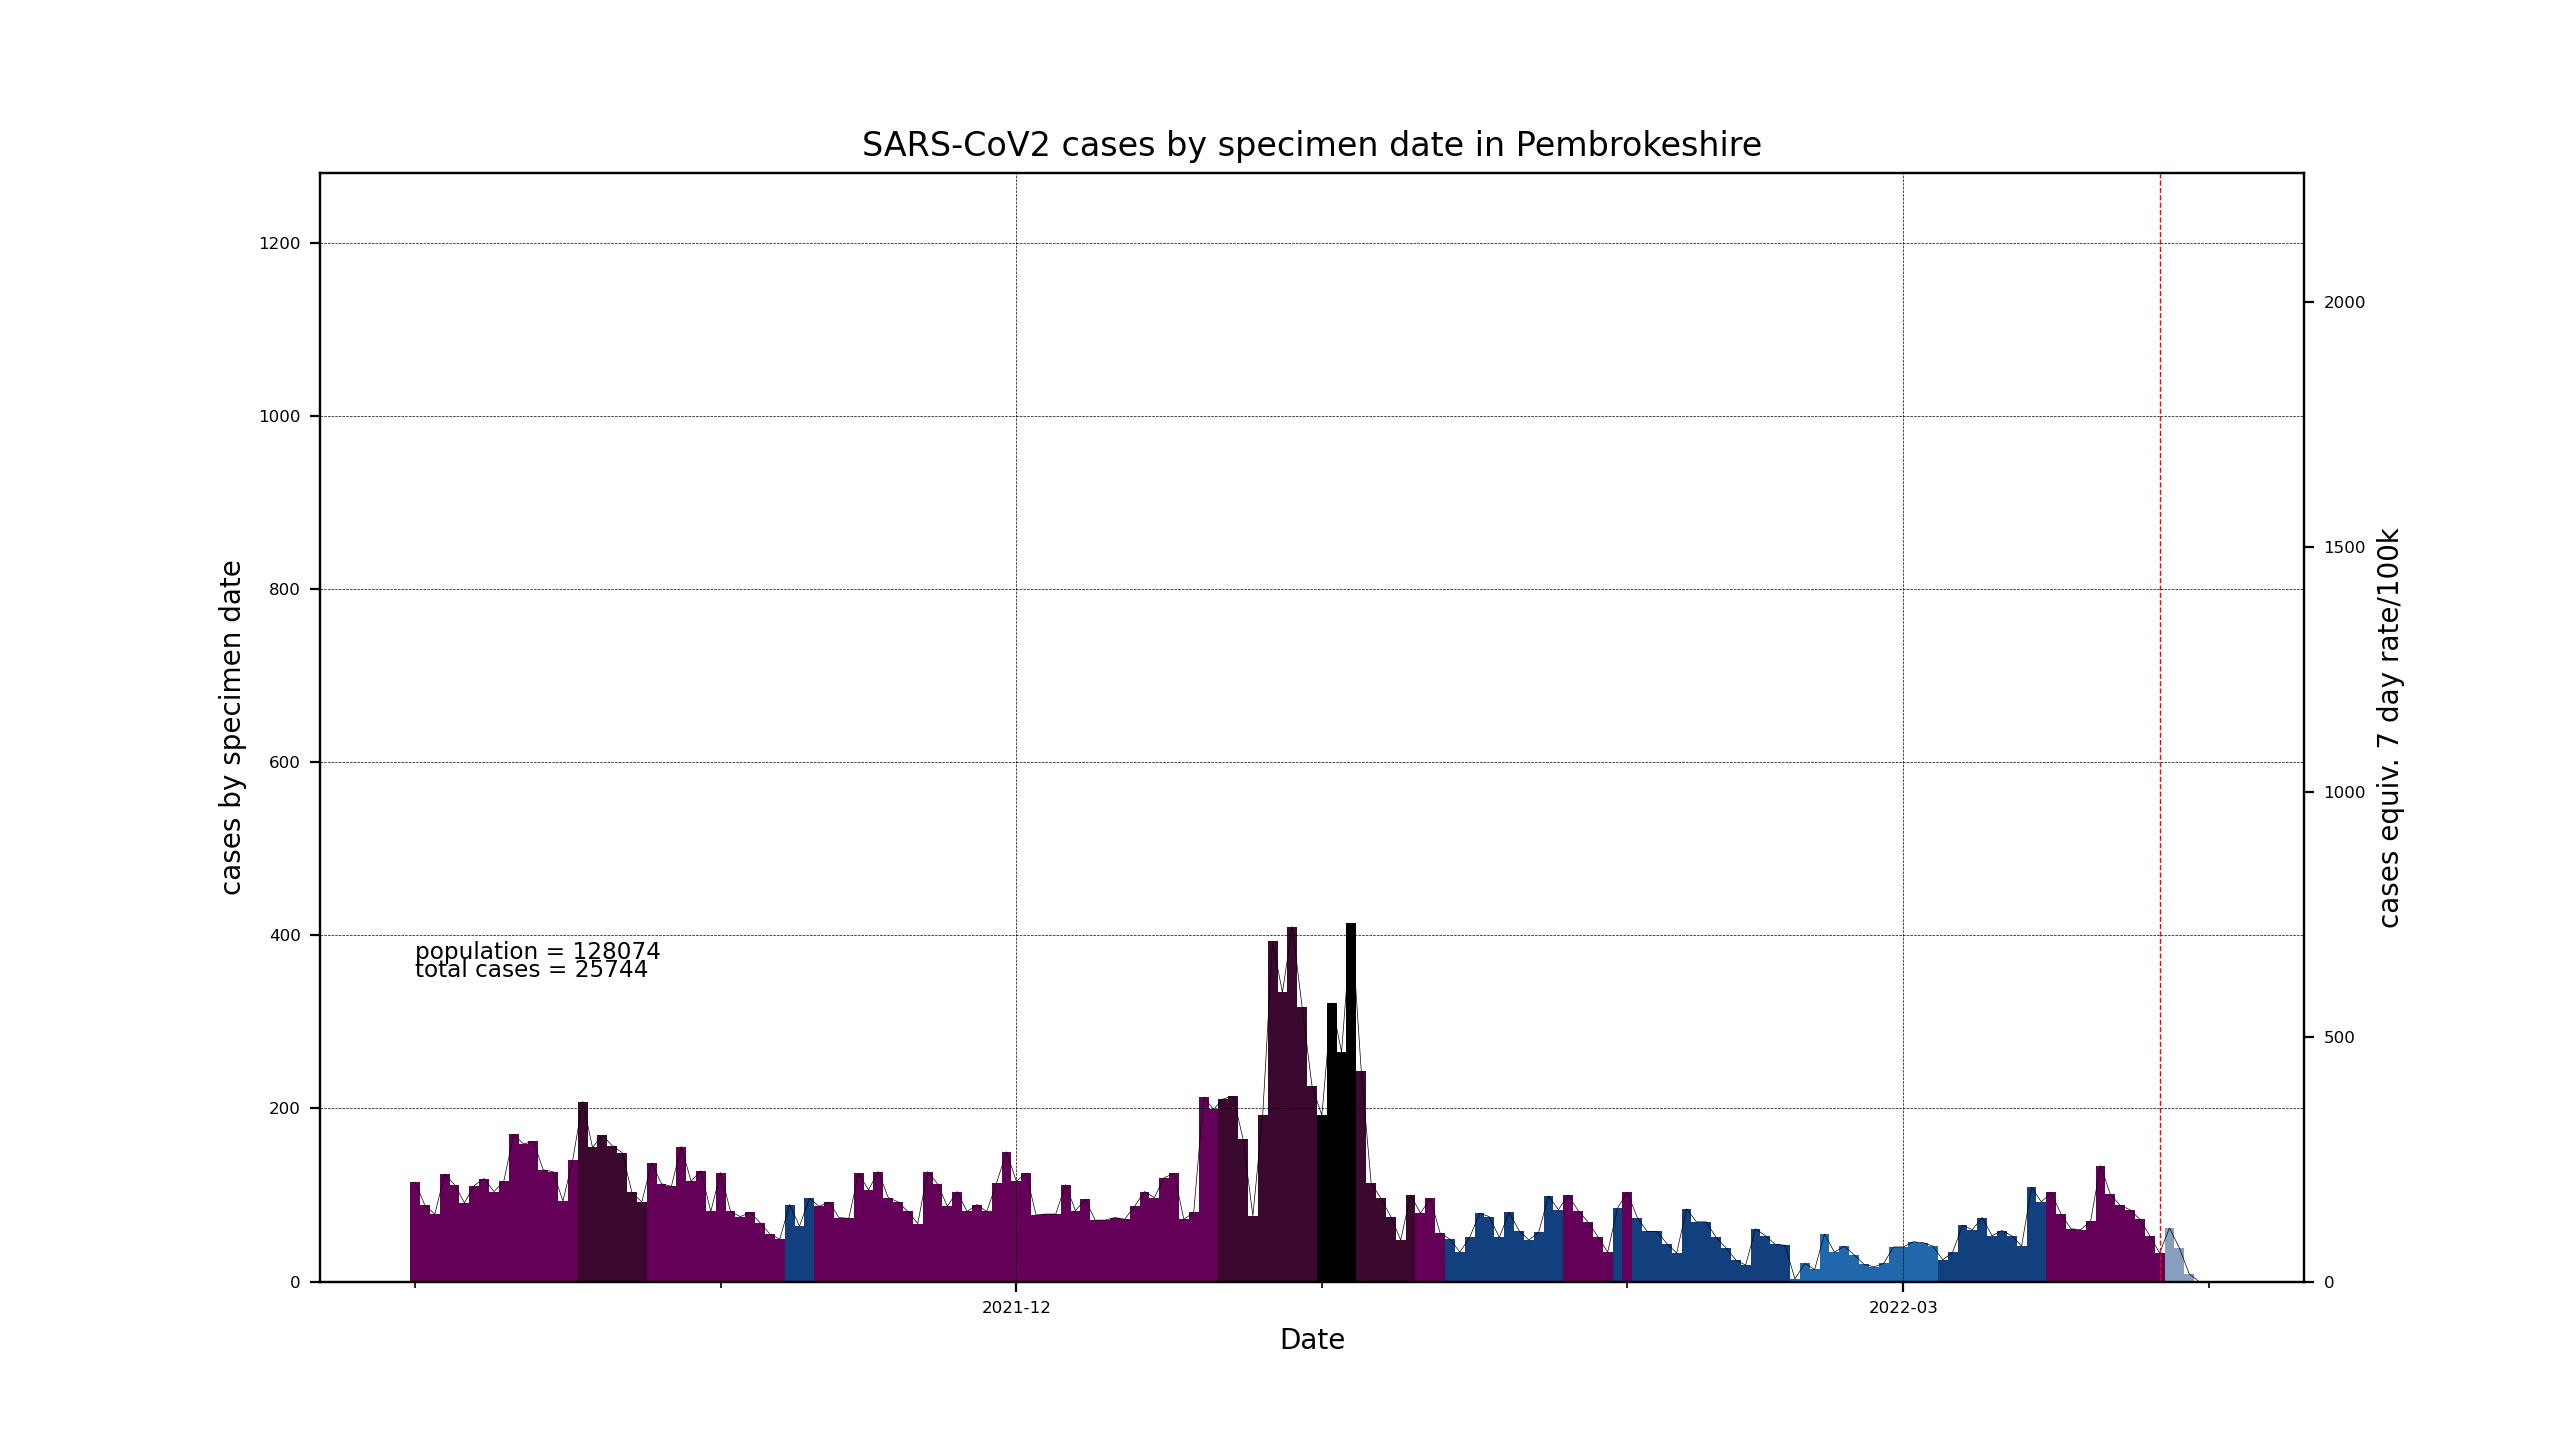 SARS-CoV2 cases by specimen date in Pembrokeshire
1200
1000
800
600
400
200
0
cases by specimen date
population = 128074
total cases = 25744
2000
1500
1000
500
0
cases equiv. 7 day rate/100k
2021-12
2022-03
Date